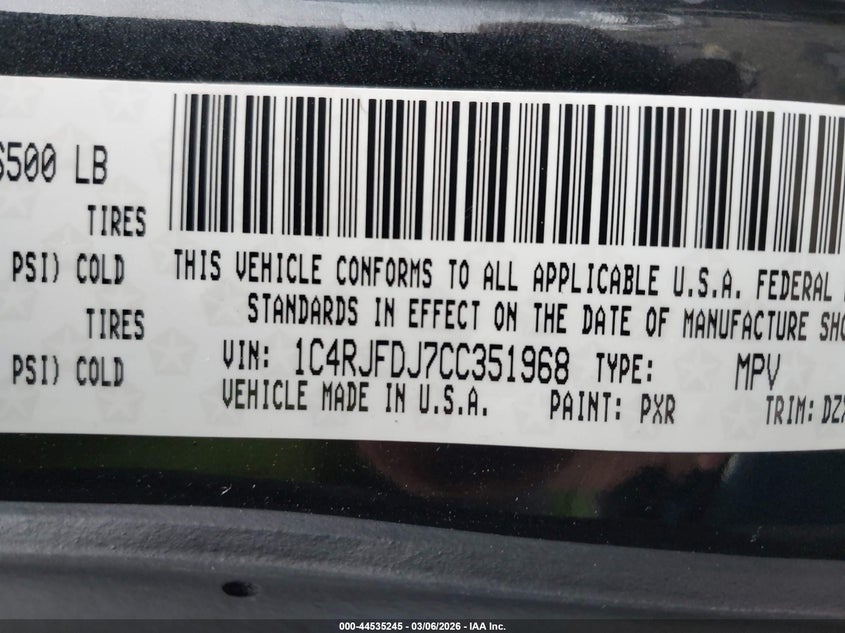 6500 LB
TIRES
PSI) COLD
TIRES
PSI) COLD
THIS VEHICLE CONFORMS TO ALL APPLICABLE U.S.A. FEDERAL
STANDARDS IN EFFECT ON THE DATE OF MANUFACTURE SHO
VIN: 1C4RJFDJ7CC351968 TYPE: MPV
VEHICLE MADE IN U.S.A. PAINT: PXR TRIM: DZX
000-44535245 - 03/06/2026 - IAA Inc.